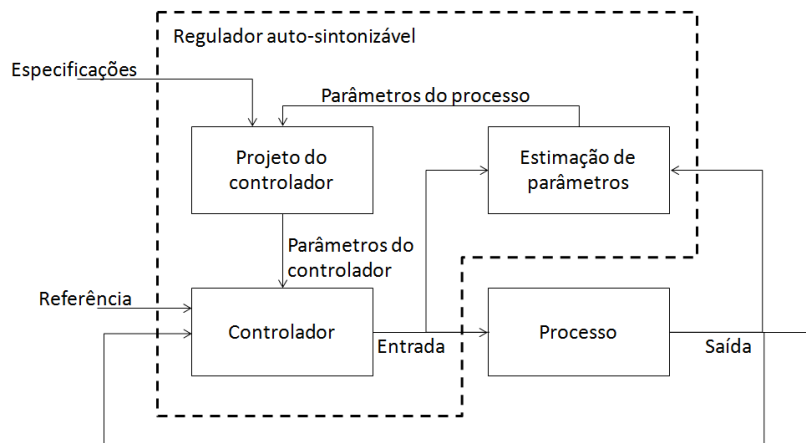 Regulador auto-sintonizável
Especificações
Parâmetros do processo
Projeto do
controlador
Estimação de
parâmetros
Parâmetros do
controlador
Referência
Controlador
Entrada
Processo
Saída